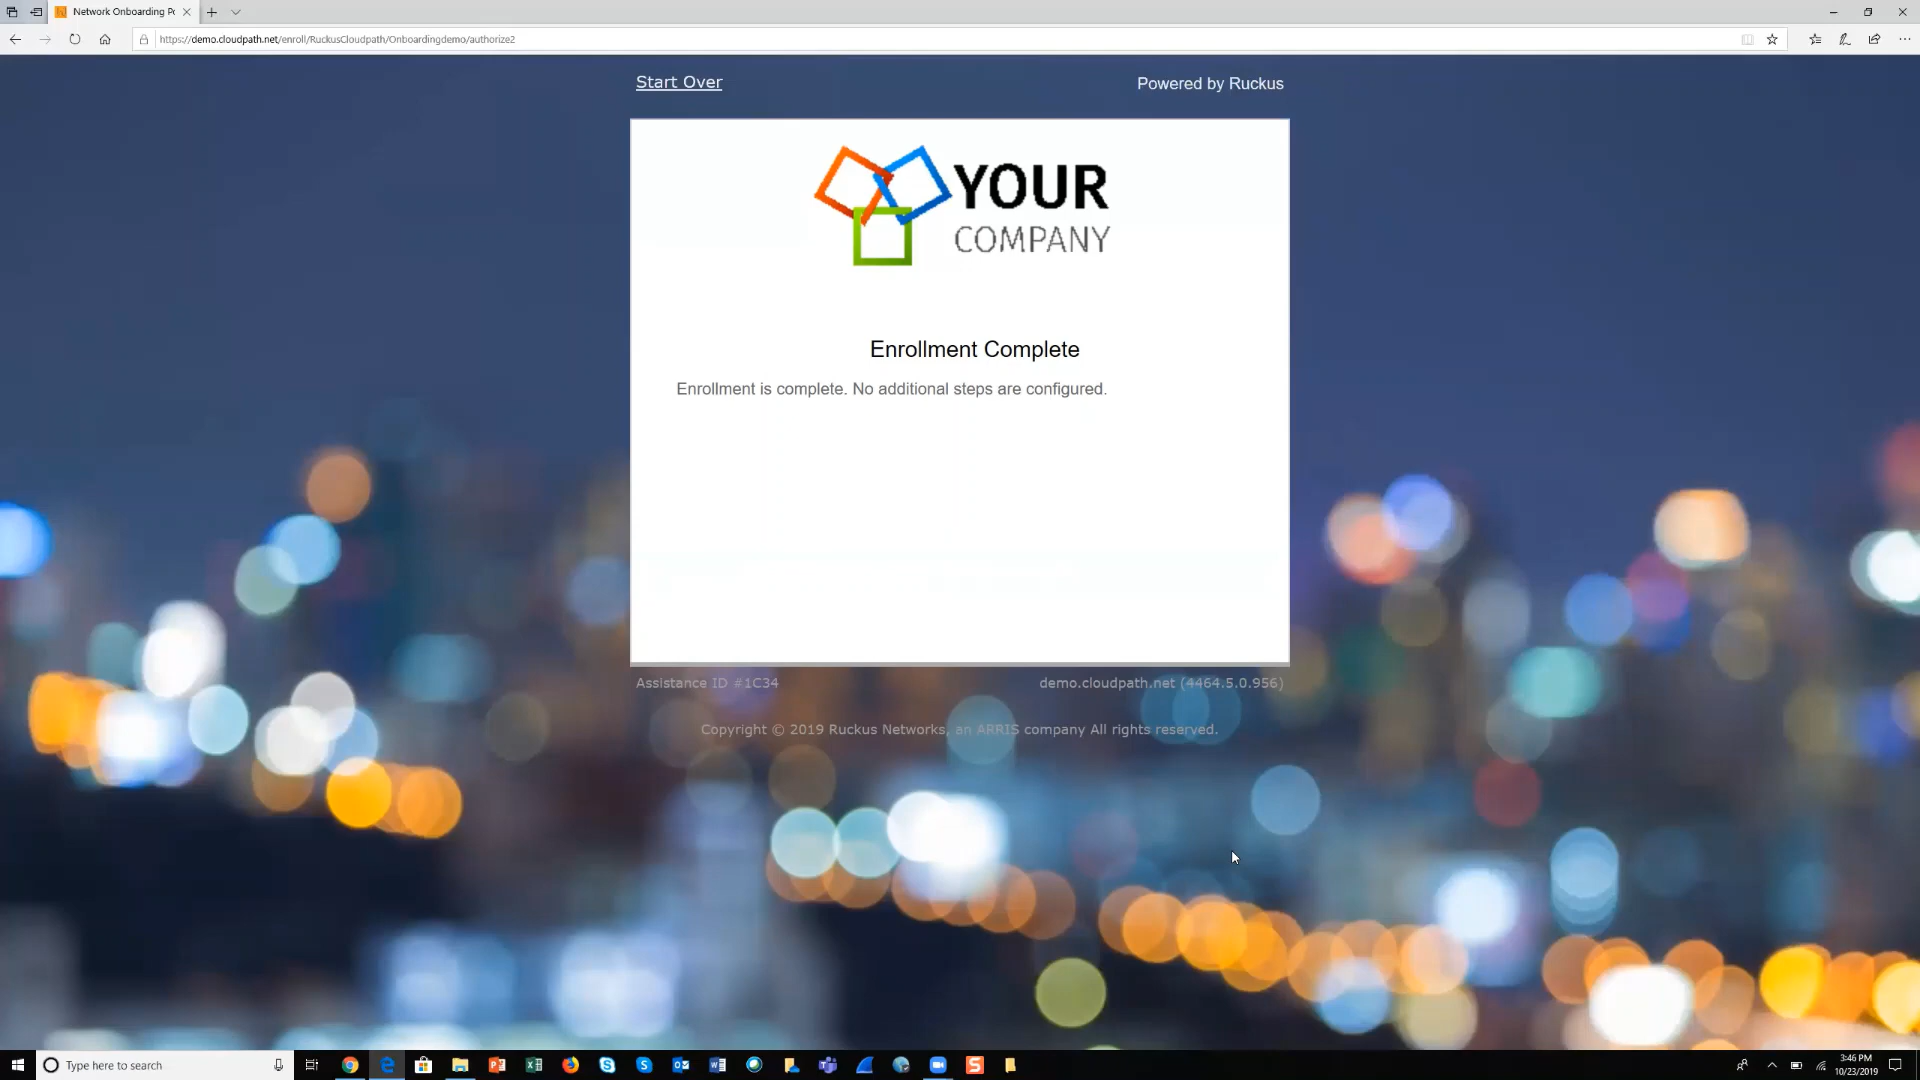 Network Onboarding Po
https://demo.cloudpath.net/enroll/RuckusCloudpath/Onboardingdemo/authorize2
Start Over
Powered by Ruckus
YOUR
COMPANY
Enrollment Complete
Enrollment is complete. No additional steps are configured.
Assistance ID #1C34
demo.cloudpath.net (4464.5.0.956)
Copyright © 2019 Ruckus Networks, an ARRIS company All rights reserved.
Type here to search
3:46 PM
10/23/2019